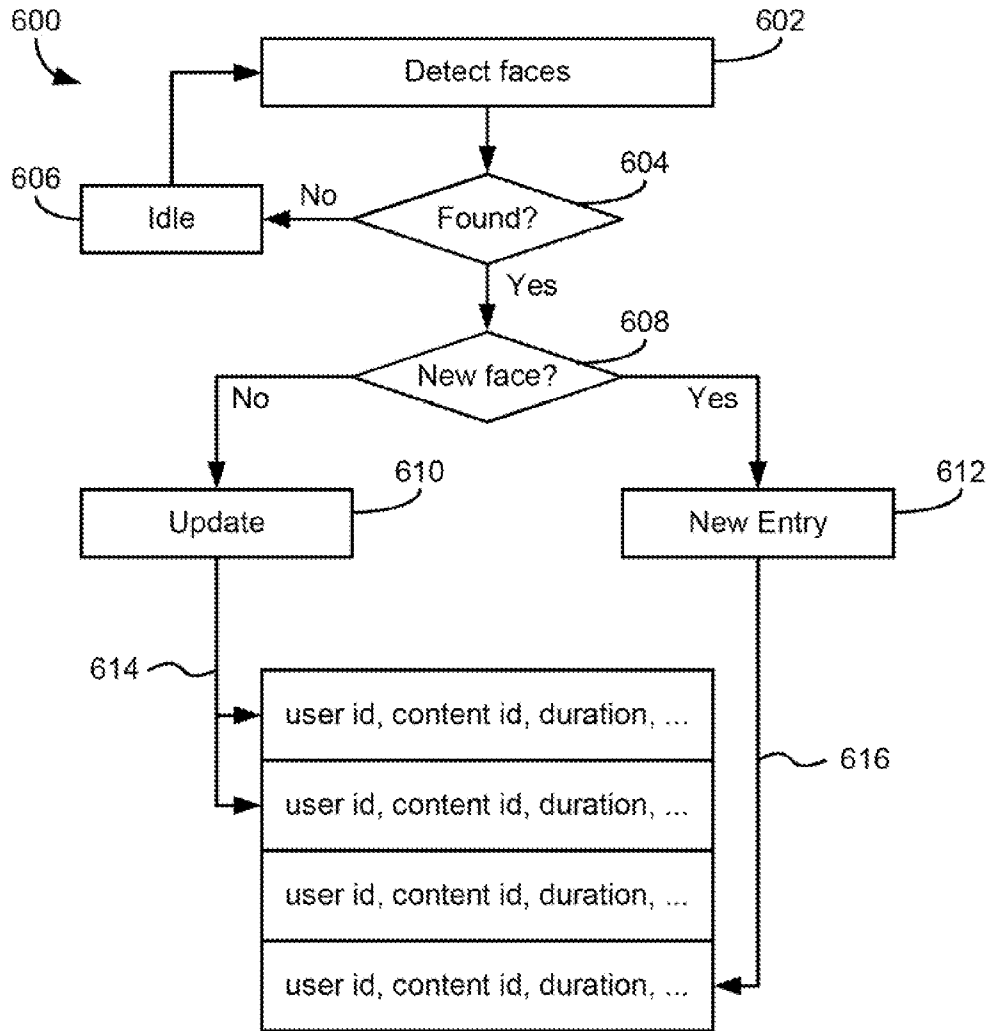 600
602
Detect faces
604
606
No
Idle
Found?
Yes
608
New face?
No
Yes
610
612
Update
New Entry
614
user id, content id, duration, ...
user id, content id, duration, ...
616
user id, content id, duration, ...
user id, content id, duration, ...